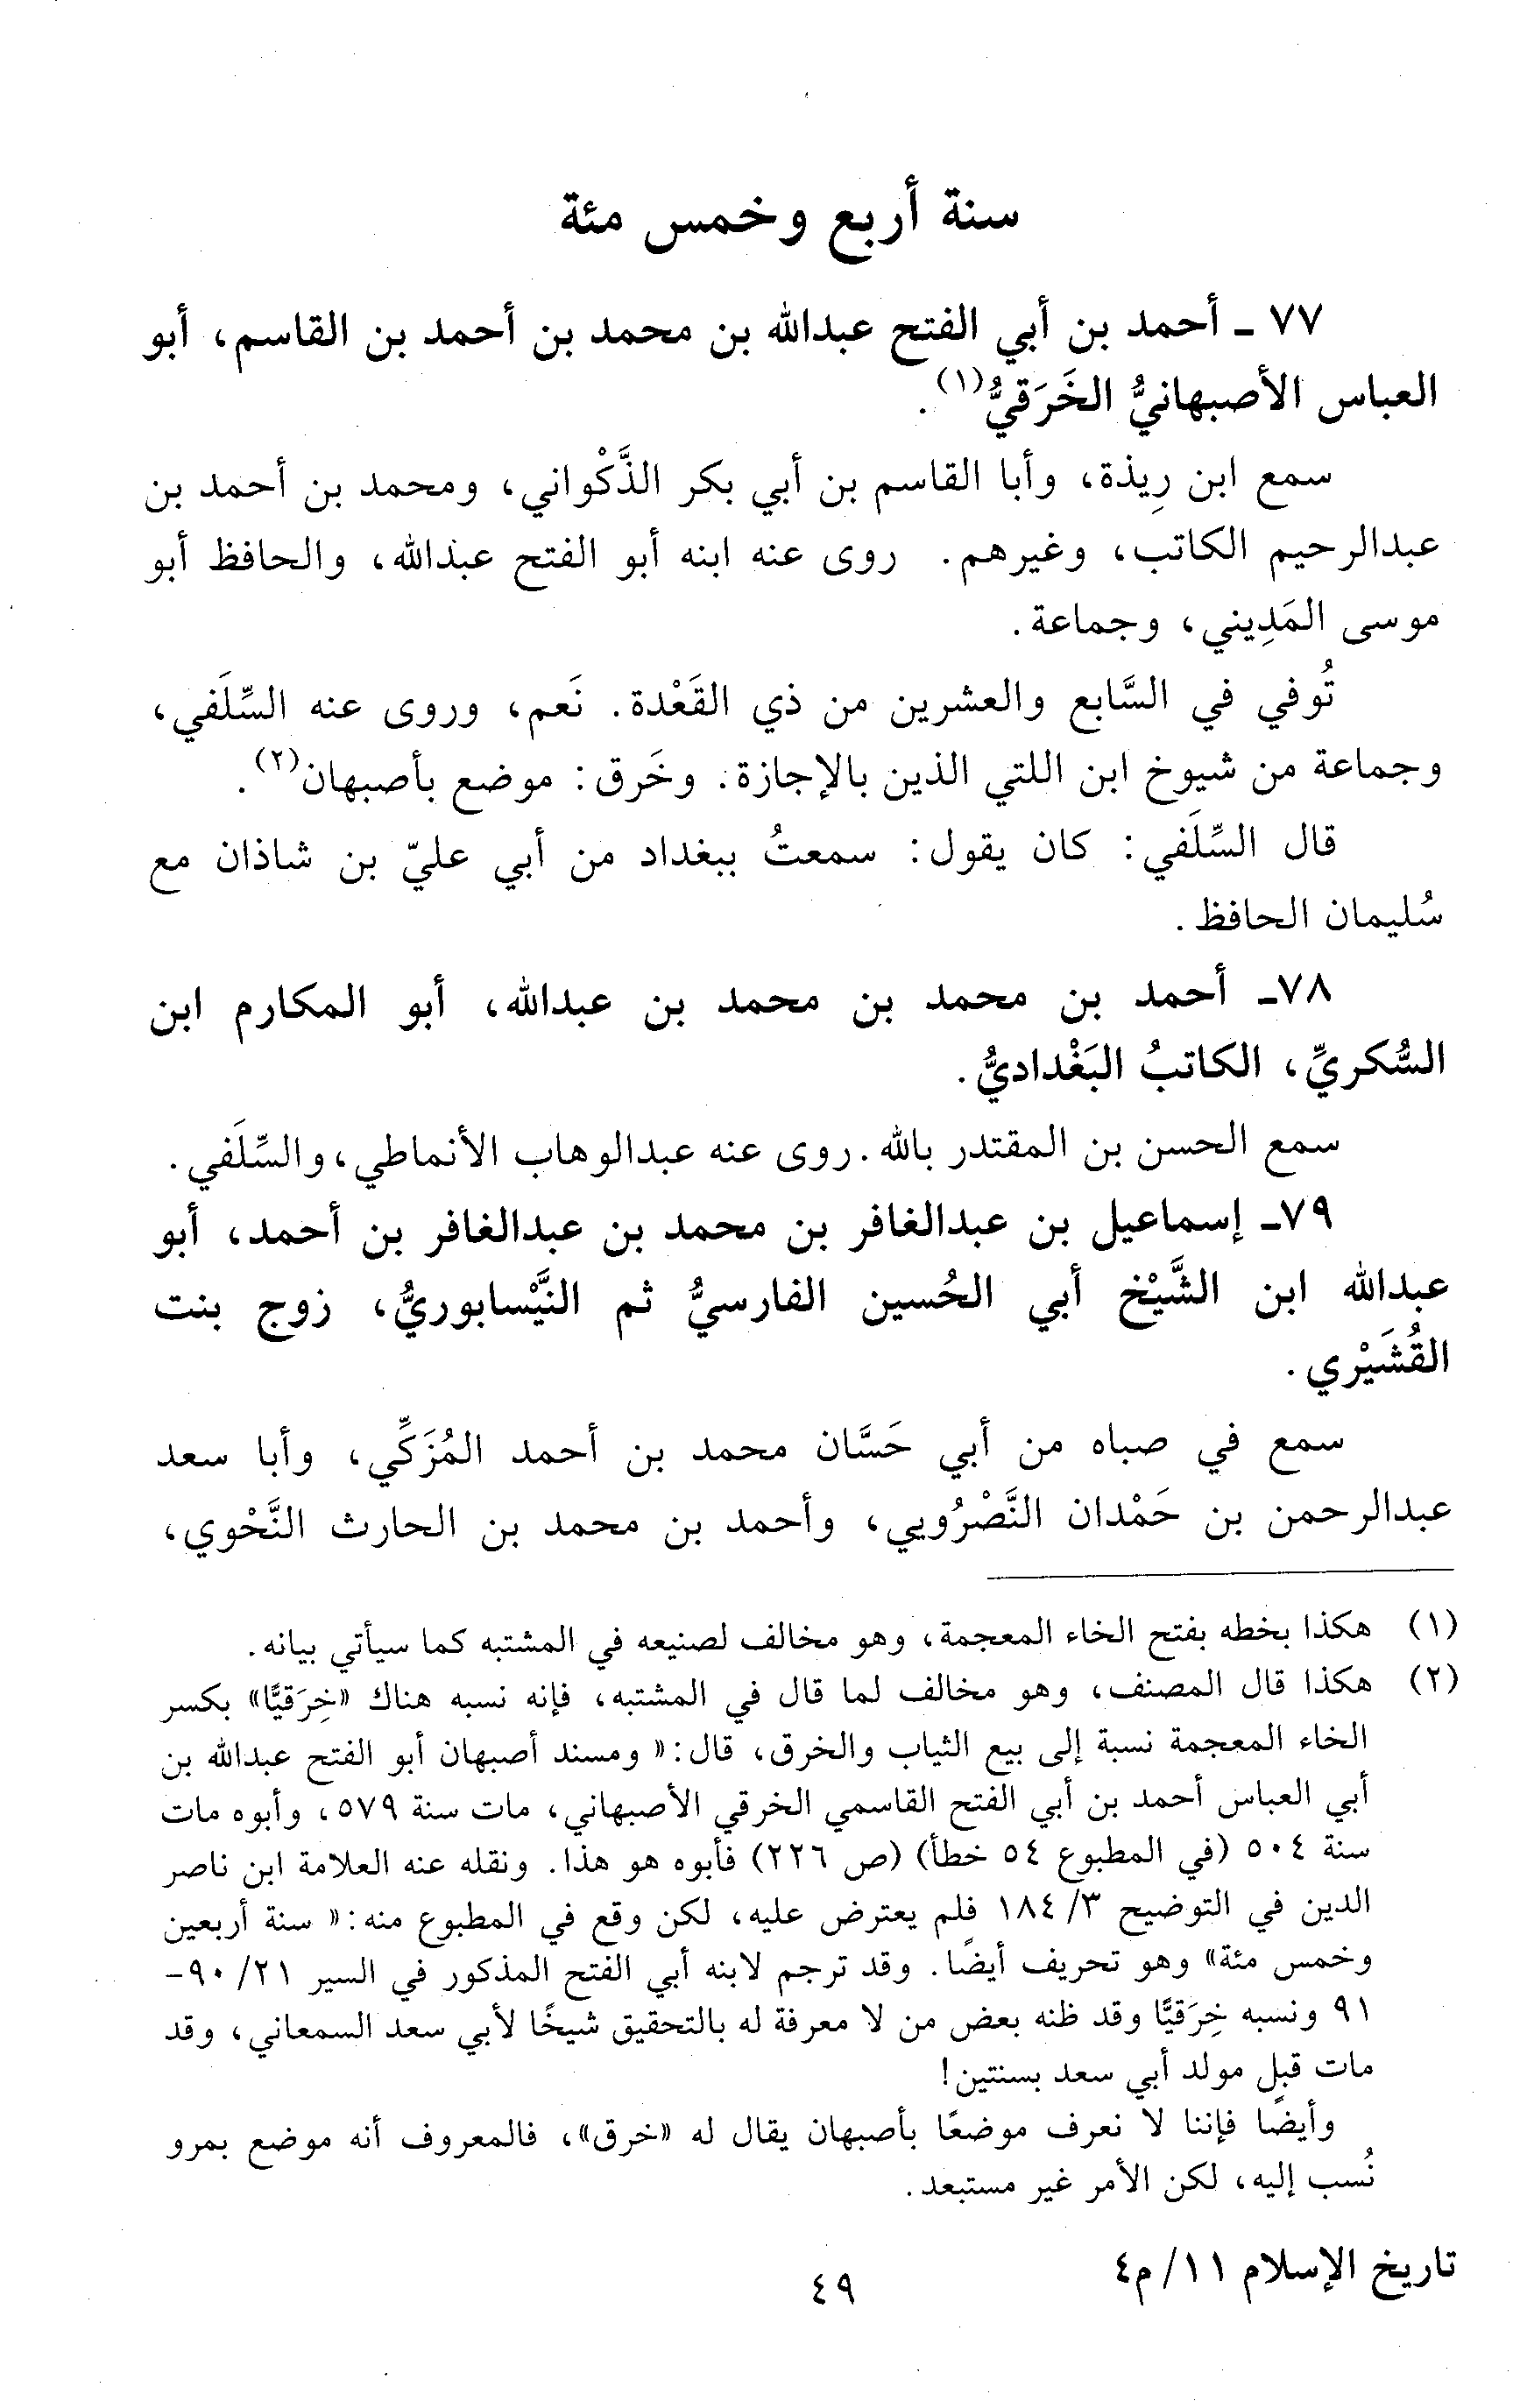 سنة أربع وخمس مئة
٧٧ - أحمد بن أبي الفتح عبدالله بن محمد بن أحمد بن القاسم، أبو
العباس الأصبهانيُّ الخَرَقيُّ(١).
سمع ابن رِيذة، وأبا القاسم بن أبي بكر الذَّكْواني، ومحمد بن أحمد بن
عبدالرحيم الكاتب، وغيرهم. روى عنه ابنه أبو الفتح عبدالله، والحافظ أبو
موسى المَدِيني، وجماعة.
تُوفي في السَّابع والعشرين من ذي القَعْدة. نَعم، وروى عنه السِّلَفي،
وجماعة من شيوخ ابن اللتي الذين بالإجازة. وخَرق: موضع بأصبهان(٢).
قال السِّلَفي: كان يقول: سمعتُ ببغداد من أبي عليّ بن شاذان مع
سُليمان الحافظ.
٧٨- أحمد بن محمد بن محمد بن عبدالله، أبو المكارم ابن
السُّكريِّ، الكاتبُ البَغْداديُّ.
سمع الحسن بن المقتدر بالله. روى عنه عبدالوهاب الأنماطي، والسِّلَفي.
٧٩- إسماعيل بن عبدالغافر بن محمد بن عبدالغافر بن أحمد، أبو
عبدالله ابن الشَّيْخ أبي الحُسين الفارسيُّ ثم النَّيْسابوريُّ، زوج بنت
القُشَيْري.
سمع في صباه من أبي حَسَّان محمد بن أحمد المُزَكِّي، وأبا سعد
عبدالرحمن بن حَمْدان النَّصْرُويي، وأحمد بن محمد بن الحارث النَّحْوي،
(١) هكذا بخطه بفتح الخاء المعجمة، وهو مخالف لصنيعه في المشتبه كما سيأتي بيانه.
(٢) هكذا قال المصنف، وهو مخالف لما قال في المشتبه، فإنه نسبه هناك «خِرَقيًّا» بكسر
الخاء المعجمة نسبة إلى بيع الثياب والخرق، قال: «ومسند أصبهان أبو الفتح عبدالله بن
أبي العباس أحمد بن أبي الفتح القاسمي الخرقي الأصبهاني، مات سنة ٥٧٩، وأبوه مات
سنة ٥٠٤ (في المطبوع ٥٤ خطأ) (ص ٢٢٦) فأبوه هو هذا. ونقله عنه العلامة ابن ناصر
الدين في التوضيح ٣/ ١٨٤ فلم يعترض عليه، لكن وقع في المطبوع منه: «سنة أربعين
وخمس مئة» وهو تحريف أيضًا. وقد ترجم لابنه أبي الفتح المذكور في السير ٢١/ ٩٠-
٩١ ونسبه خِرَقيًّا وقد ظنه بعض من لا معرفة له بالتحقيق شيخًا لأبي سعد السمعاني، وقد
مات قبل مولد أبي سعد بسنتين!
وأيضًا فإننا لا نعرف موضعًا بأصبهان يقال له «خرق»، فالمعروف أنه موضع بمرو
نُسب إليه، لكن الأمر غير مستبعد.
تاريخ الإسلام ١١/ م٤
٤٩